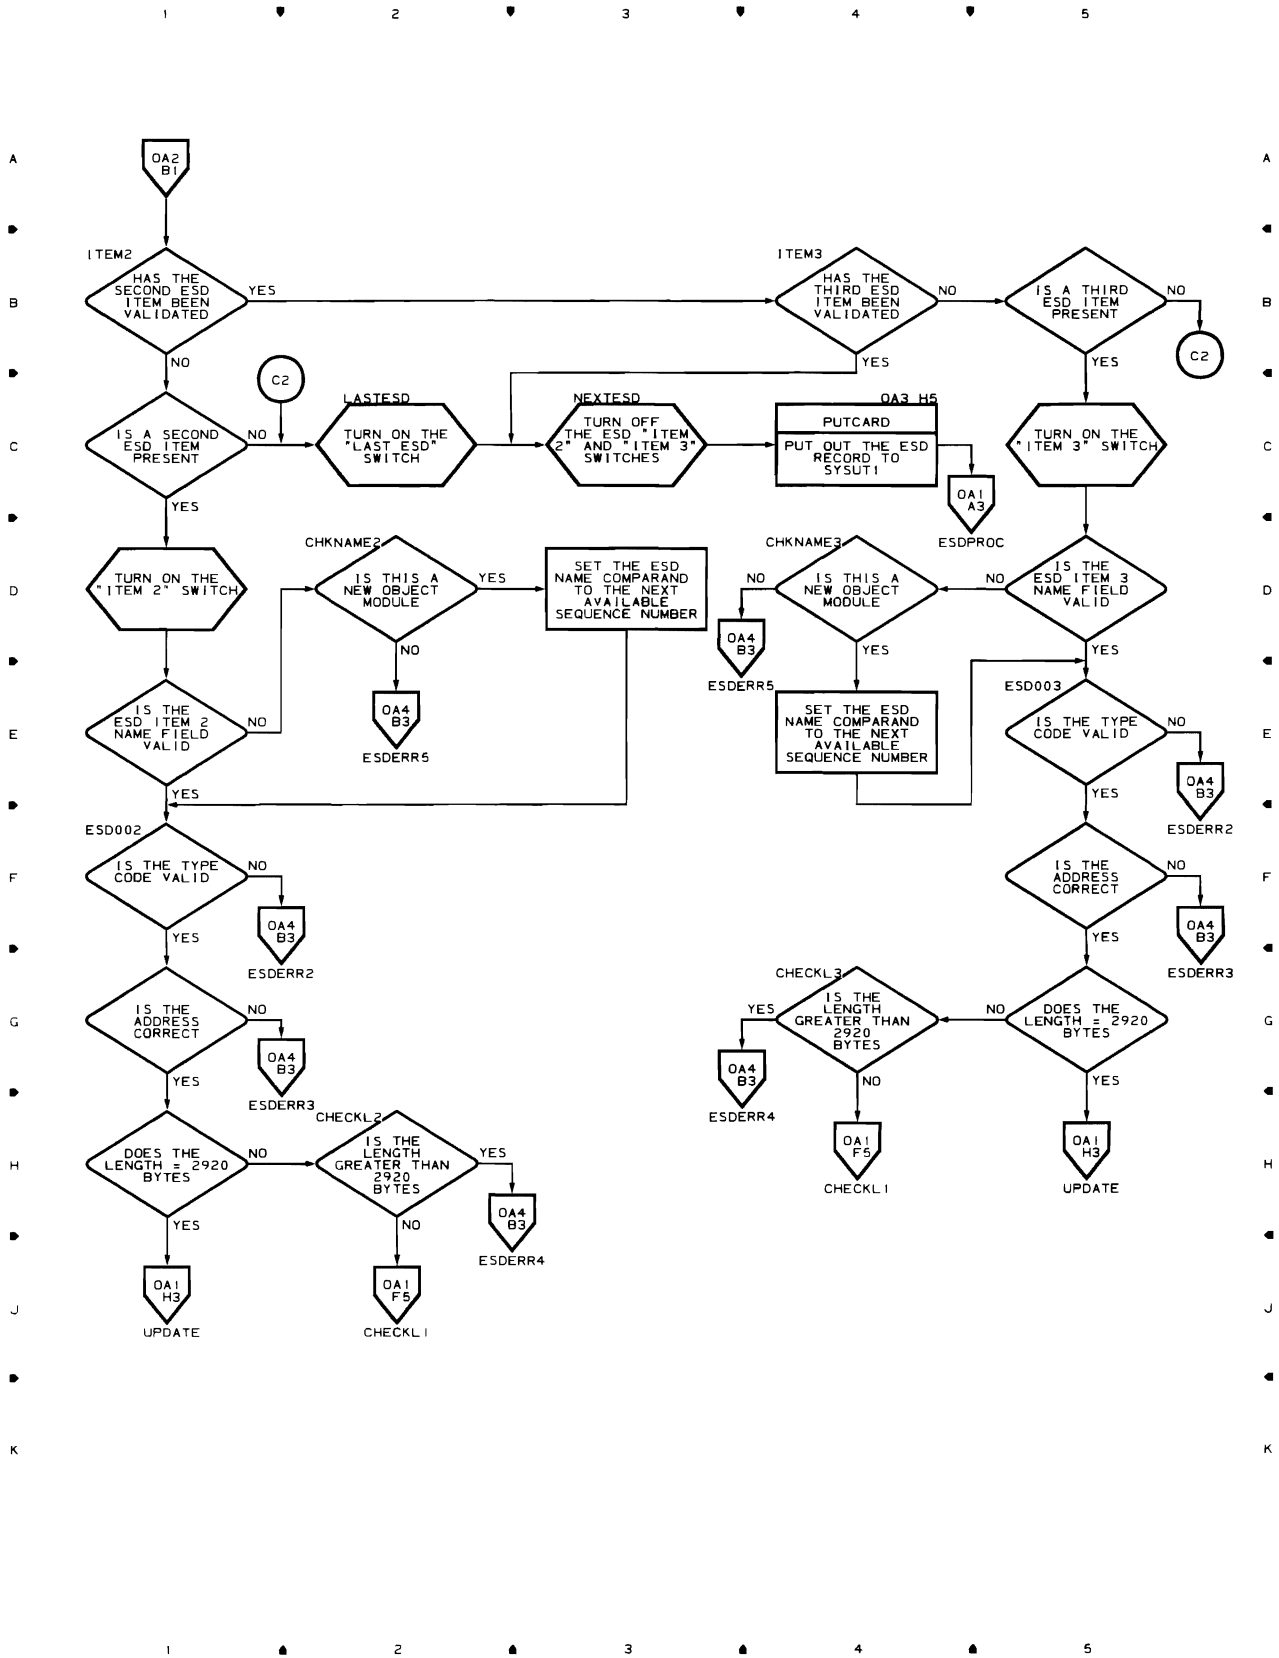 1 2 3 4 5
A A
OA2
B1
ITEM2
HAS THE
SECOND ESD
ITEM BEEN
VALIDATED
YES
NO
ITEM3
HAS THE
THIRD ESD
ITEM BEEN
VALIDATED
NO
YES
IS A THIRD
ESD ITEM
PRESENT
NO
YES
C2
B B
IS A SECOND
ESD ITEM
PRESENT
NO
YES
C2
LASTESD
TURN ON THE
"LAST ESD"
SWITCH
NEXTESD
TURN OFF
THE ESD "ITEM
2" AND "ITEM 3"
SWITCHES
OA3 H5
PUTCARD
PUT OUT THE ESD
RECORD TO
SYSUT1
OA1
A3
ESDPROC
TURN ON THE
"ITEM 3" SWITCH
C C
TURN ON THE
"ITEM 2" SWITCH
CHKNAME2
IS THIS A
NEW OBJECT
MODULE
YES
NO
SET THE ESD
NAME COMPARAND
TO THE NEXT
AVAILABLE
SEQUENCE NUMBER
CHKNAME3
IS THIS A
NEW OBJECT
MODULE
NO
YES
OA4
B3
ESDERR5
IS THE
ESD ITEM 3
NAME FIELD
VALID
NO
YES
D D
IS THE
ESD ITEM 2
NAME FIELD
VALID
NO
YES
OA4
B3
ESDERR5
SET THE ESD
NAME COMPARAND
TO THE NEXT
AVAILABLE
SEQUENCE NUMBER
ESD003
IS THE TYPE
CODE VALID
NO
YES
OA4
B3
ESDERR2
E E
ESD002
IS THE TYPE
CODE VALID
NO
YES
OA4
B3
ESDERR2
IS THE
ADDRESS
CORRECT
NO
YES
OA4
B3
ESDERR3
F F
IS THE
ADDRESS
CORRECT
NO
YES
OA4
B3
ESDERR3
CHECKL3
IS THE
LENGTH
GREATER THAN
2920
BYTES
YES
NO
OA4
B3
ESDERR4
DOES THE
LENGTH = 2920
BYTES
NO
YES
G G
DOES THE
LENGTH = 2920
BYTES
NO
YES
CHECKL2
IS THE
LENGTH
GREATER THAN
2920
BYTES
YES
NO
OA4
B3
ESDERR4
OA1
F5
CHECKL1
OA1
H3
UPDATE
H H
OA1
H3
UPDATE
OA1
F5
CHECKL1
J J
K K
1 2 3 4 5